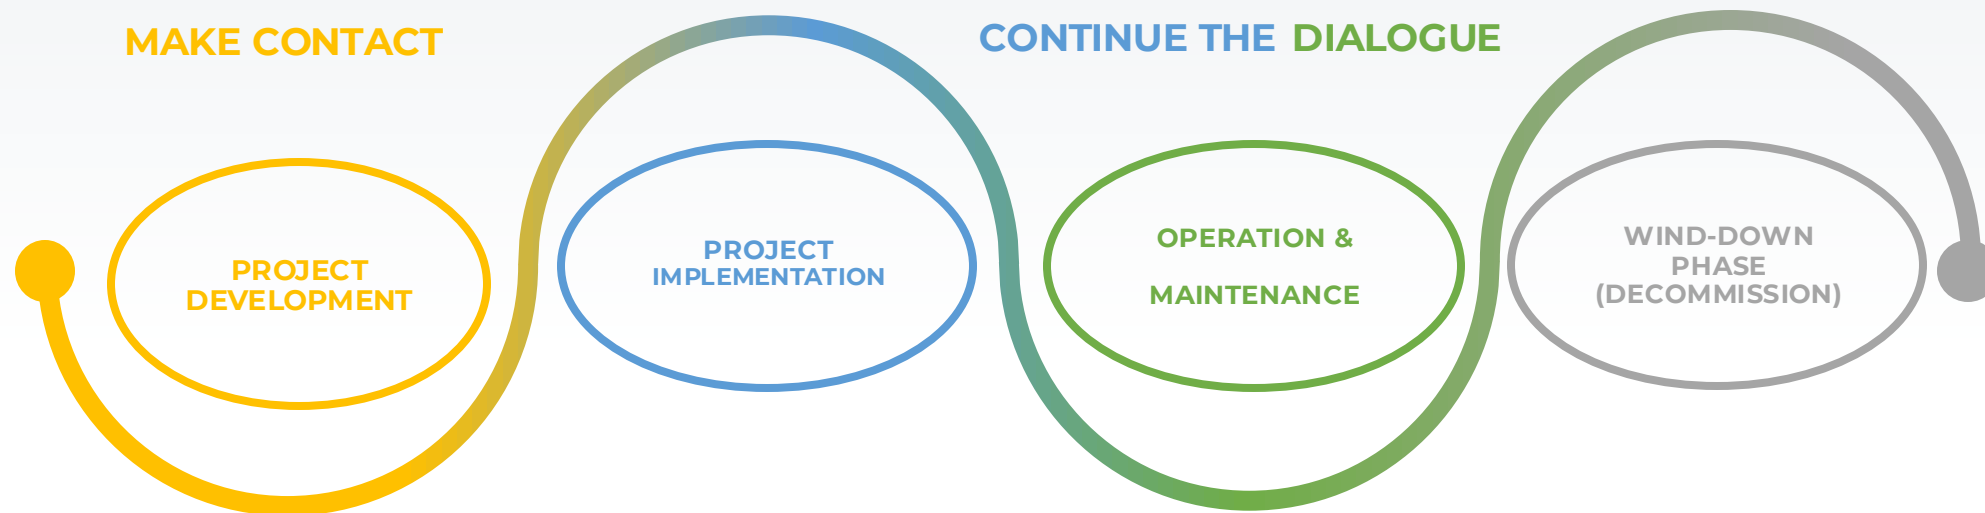 MAKE CONTACT
CONTINUE THE DIALOGUE
PROJECT
DEVELOPMENT
PROJECT
IMPLEMENTATION
OPERATION &
MAINTENANCE
WIND-DOWN
PHASE
(DECOMMISSION)